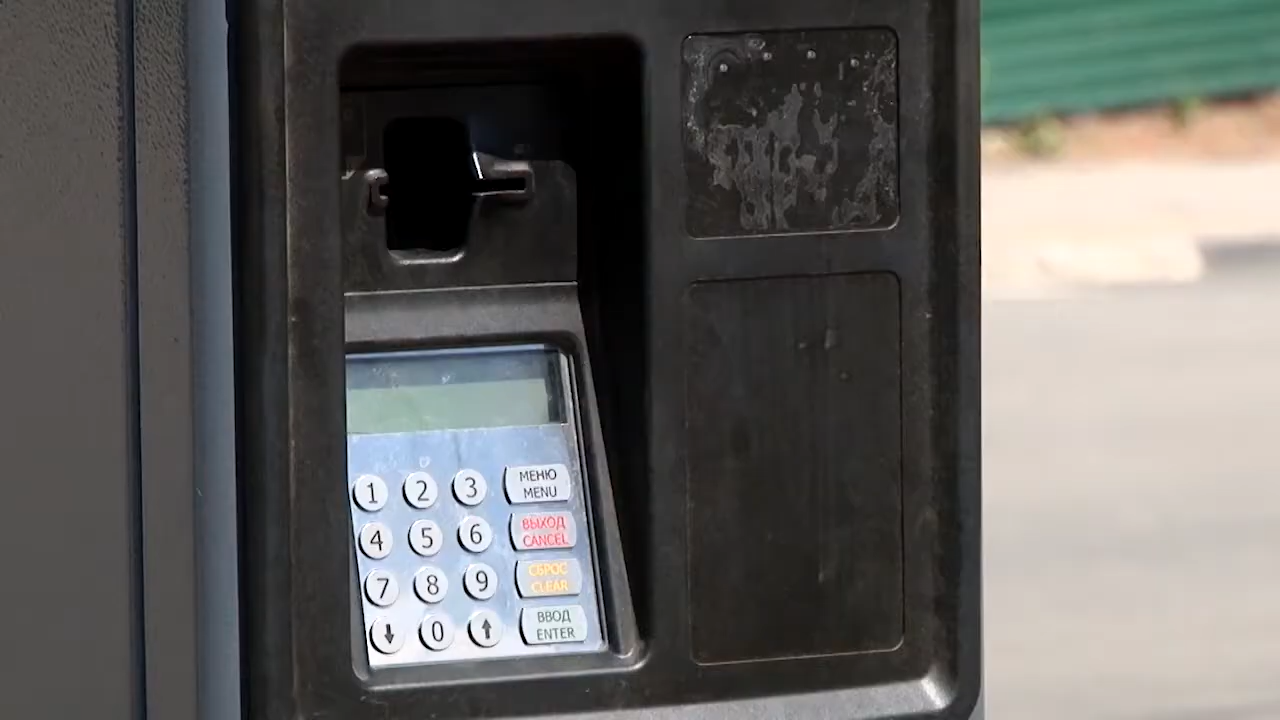 1 2 3 МЕНЮ
MENU
4 5 6 ВЫХОД
CANCEL
7 8 9 СБРОС
CLEAR
↓ 0 ↑ ВВОД
ENTER